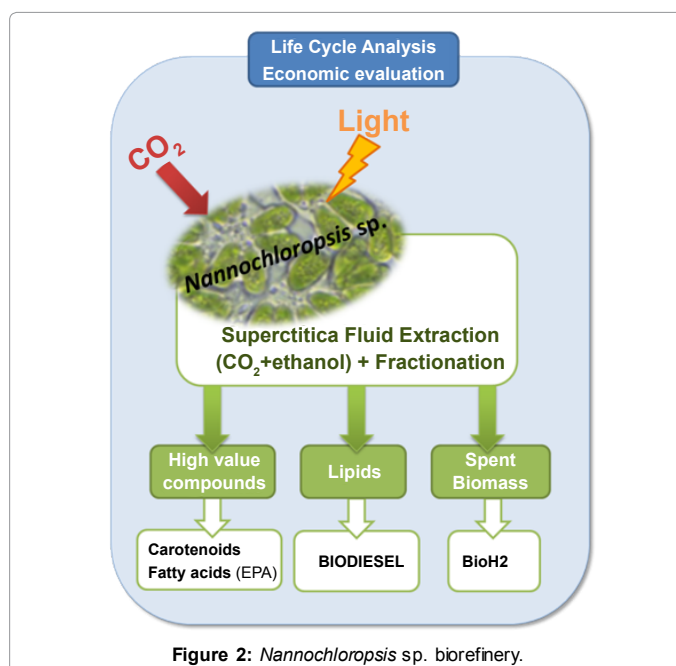 Life Cycle Analysis
Economic evaluation
Light
CO₂
Nannochloropsis sp.
Superctitica Fluid Extraction
(CO₂+ethanol) + Fractionation
High value
compounds
Lipids
Spent
Biomass
Carotenoids
Fatty acids (EPA)
BIODIESEL
BioH2
Figure 2: Nannochloropsis sp. biorefinery.